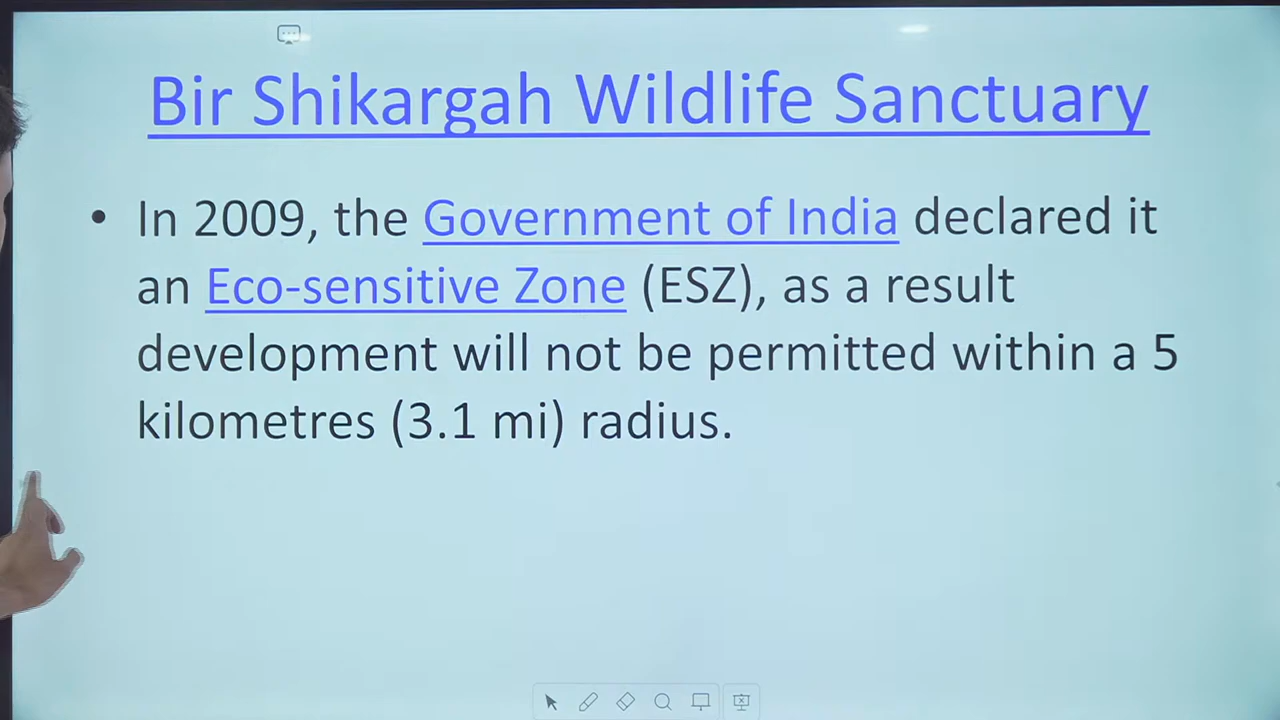 Bir Shikargah Wildlife Sanctuary
• In 2009, the Government of India declared it
an Eco-sensitive Zone (ESZ), as a result
development will not be permitted within a 5
kilometres (3.1 mi) radius.